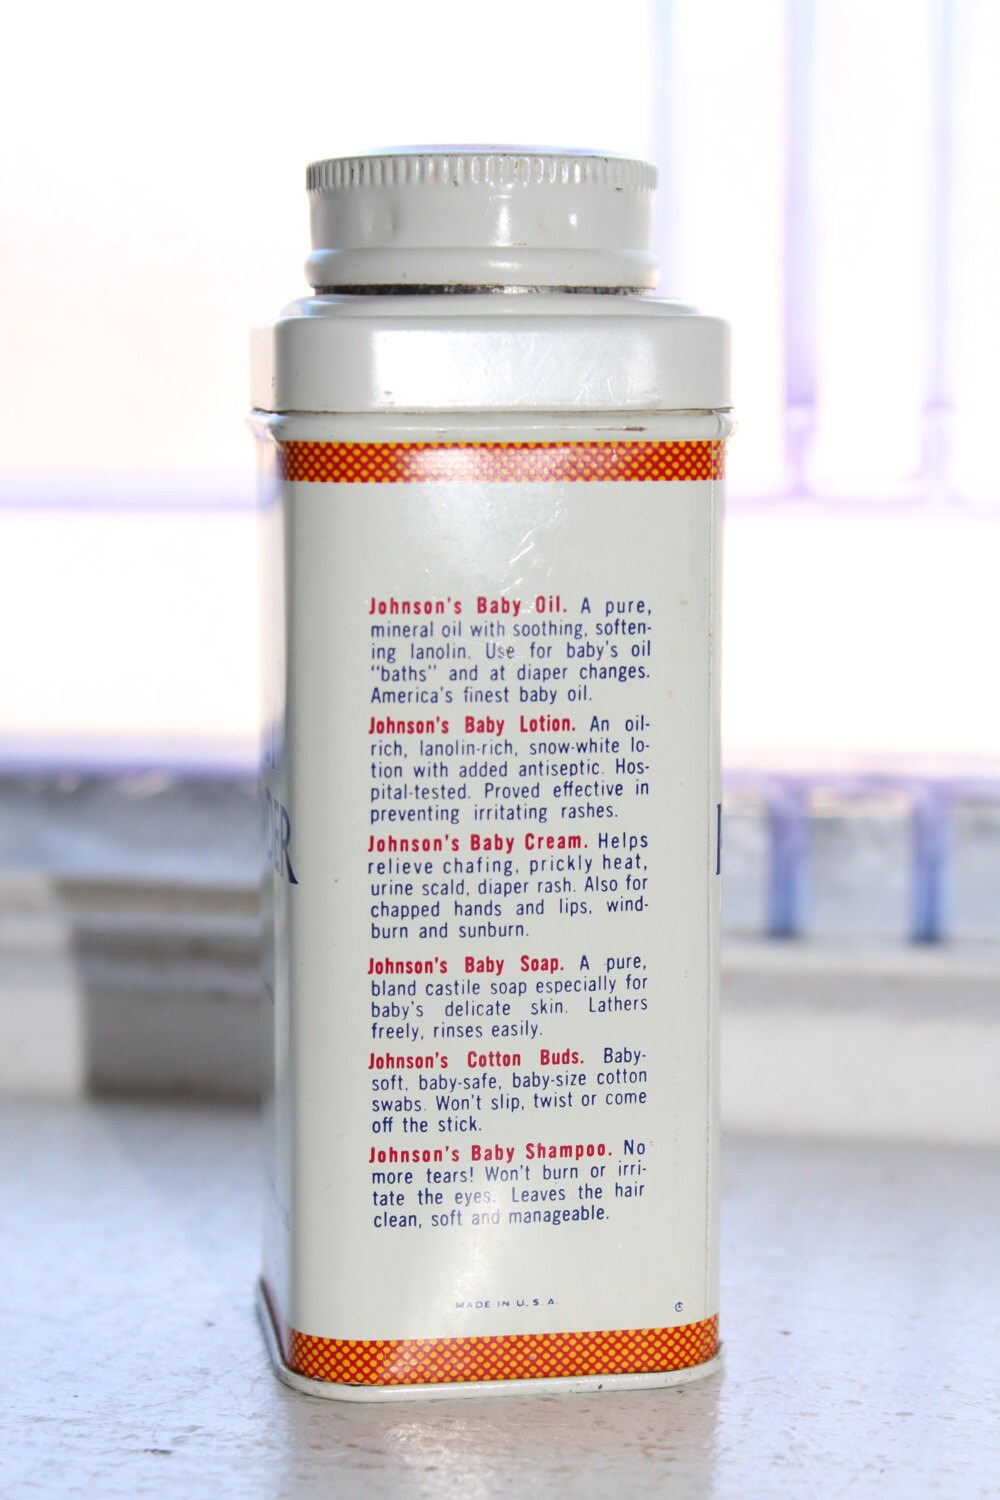 Johnson's Baby Oil. A pure,
mineral oil with soothing, soften-
ing lanolin. Use for baby's oil
"baths" and at diaper changes.
America's finest baby oil.
Johnson's Baby Lotion. An oil-
rich, lanolin-rich, snow-white lo-
tion with added antiseptic. Hos-
pital-tested. Proved effective in
preventing irritating rashes.
Johnson's Baby Cream. Helps
relieve chafing, prickly heat,
urine scald, diaper rash. Also for
chapped hands and lips, wind-
burn and sunburn.
Johnson's Baby Soap. A pure,
bland castile soap especially for
baby's delicate skin. Lathers
freely, rinses easily.
Johnson's Cotton Buds. Baby-
soft, baby-safe, baby-size cotton
swabs. Won't slip, twist or come
off the stick.
Johnson's Baby Shampoo. No
more tears! Won't burn or irri-
tate the eyes. Leaves the hair
clean, soft and manageable.
MADE IN U. S. A.